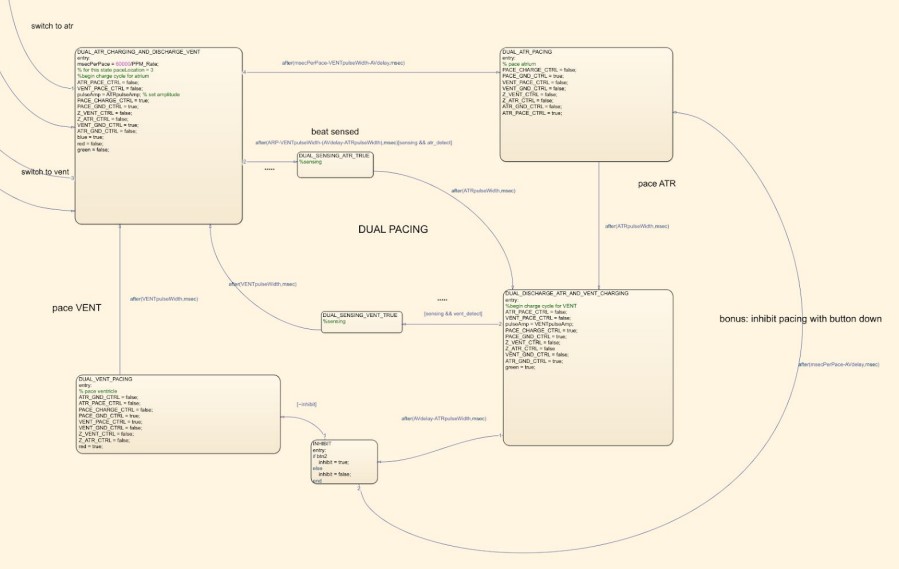 switch to atr
DUAL_ATR_CHARGING_AND_DISCHARGE_VENT
entry:
msecPerPace = 60000/PPM_Rate;
% for this state paceLocation = 3
%begin charge cycle for atrium
ATR_PACE_CTRL = false;
VENT_PACE_CTRL = false;
pulseAmp = ATRpulseAmp; % set amplitude
PACE_CHARGE_CTRL = true;
PACE_GND_CTRL = true;
Z_VENT_CTRL = false;
Z_ATR_CTRL = false;
VENT_GND_CTRL = true;
ATR_GND_CTRL = false;
blue = true;
red = false;
green = false;
switch to vent
after(msecPerPace-VENTpulseWidth-AVdelay,msec)
DUAL_ATR_PACING
entry:
% pace atrium
PACE_CHARGE_CTRL = false;
PACE_GND_CTRL = true;
VENT_PACE_CTRL = false;
VENT_GND_CTRL = false;
Z_VENT_CTRL = false;
Z_ATR_CTRL = false;
ATR_GND_CTRL = false;
ATR_PACE_CTRL = true;
beat sensed
after(ARP-VENTpulseWidth-(AVdelay-ATRpulseWidth),msec)[sensing && atr_detect]
2
.....
DUAL_SENSING_ATR_TRUE
%sensing
after(ATRpulseWidth,msec)
pace ATR
after(ATRpulseWidth,msec)
DUAL PACING
after(VENTpulseWidth,msec)
pace VENT
after(VENTpulseWidth,msec)
DUAL_SENSING_VENT_TRUE
%sensing
.....
[sensing && vent_detect]
2
DUAL_DISCHARGE_ATR_AND_VENT_CHARGING
entry:
%begin charge cycle for VENT
ATR_PACE_CTRL = false;
VENT_PACE_CTRL = false;
pulseAmp = VENTpulseAmp;
PACE_CHARGE_CTRL = true;
PACE_GND_CTRL = true;
Z_VENT_CTRL = false;
Z_ATR_CTRL = false
VENT_GND_CTRL = false;
ATR_GND_CTRL = true;
green = true;
bonus: inhibit pacing with button down
after(msecPerPace-AVdelay,msec)
DUAL_VENT_PACING
entry:
% pace ventricle
ATR_GND_CTRL = false;
ATR_PACE_CTRL = false;
PACE_CHARGE_CTRL = false;
PACE_GND_CTRL = true;
VENT_PACE_CTRL = true;
VENT_GND_CTRL = false;
Z_VENT_CTRL = false;
Z_ATR_CTRL = false;
red = true;
[~inhibit]
after(AVdelay-ATRpulseWidth,msec)
1
INHIBIT
entry:
if btn2
inhibit = true;
else
inhibit = false;
end
2